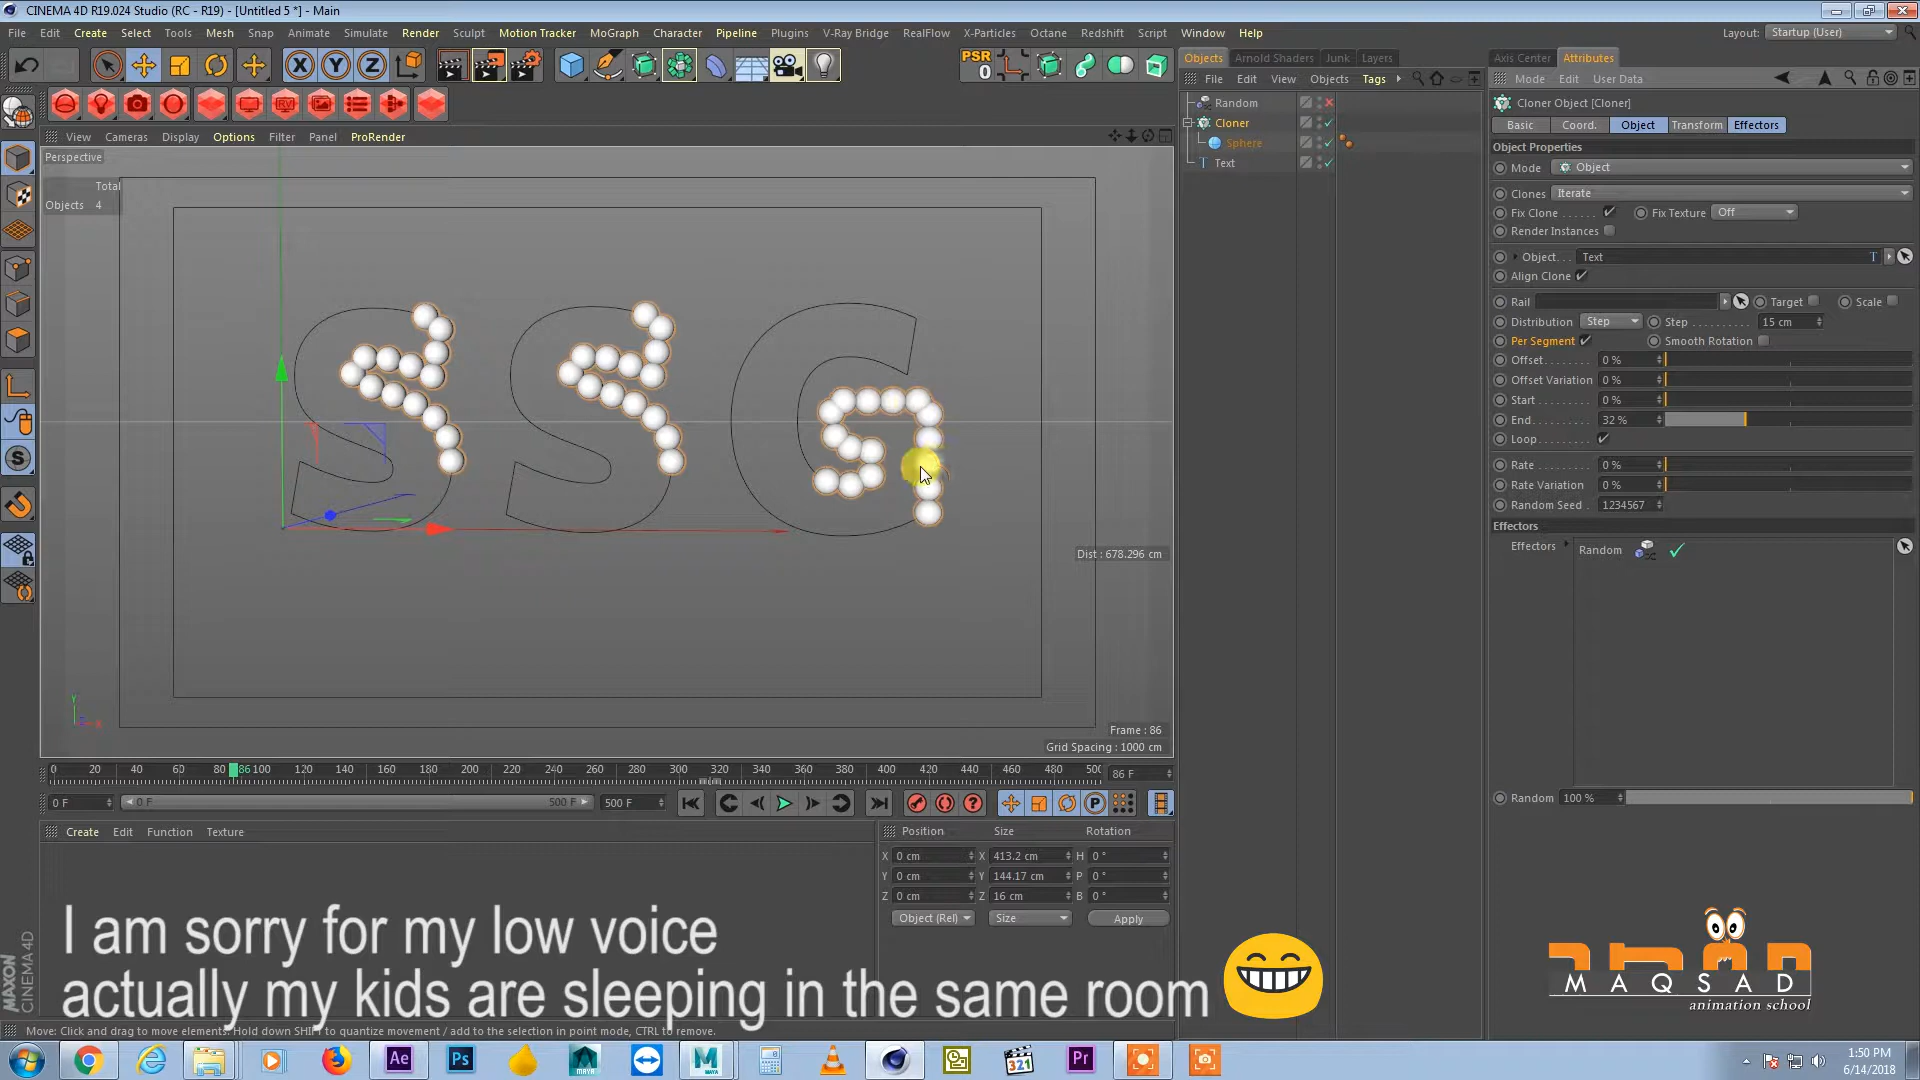 CINEMA 4D R19.024 Studio (RC - R19) - [Untitled 5 *] - Main
File Edit Create Select Tools Mesh Snap Animate Simulate Render Sculpt Motion Tracker MoGraph Character Pipeline Plugins V-Ray Bridge RealFlow X-Particles Octane Redshift Script Window Help
Layout: Startup (User)
X Y Z
PSR
0
Objects Arnold Shaders Junk Layers
Axis Center Attributes
File Edit View Objects Tags
Mode Edit User Data
RV
View Cameras Display Options Filter Panel ProRender
Random
Cloner
Sphere
Text
Cloner Object [Cloner]
Basic Coord. Object Transform Effectors
Object Properties
Mode Object
Clones Iterate
Fix Clone Fix Texture Off
Render Instances
Object Text T
Align Clone
Rail Target Scale
Distribution Step Step 15 cm
Per Segment Smooth Rotation
Offset 0 %
Offset Variation 0 %
Start 0 %
End 32 %
Loop
Rate 0 %
Rate Variation 0 %
Random Seed 1234567
Effectors
Effectors Random
Random 100 %
Perspective
Total
Objects 4
SSG
Dist : 678.296 cm
Frame : 86
Grid Spacing : 1000 cm
Y
X
0 20 40 60 80 86 100 120 140 160 180 200 220 240 260 280 300 320 340 360 380 400 420 440 460 480 500
86 F
0 F 0 F 500 F 500 F
P
Create Edit Function Texture
Position Size Rotation
X 0 cm X 413.2 cm H 0 °
Y 0 cm Y 144.17 cm P 0 °
Z 0 cm Z 16 cm B 0 °
Object (Rel) Size Apply
MAXON
CINEMA 4D
I am sorry for my low voice
actually my kids are sleeping in the same room
MAQSAD
animation school
Move: Click and drag to move elements. Hold down SHIFT to quantize movement / add to the selection in point mode, CTRL to remove.
Ae Ps MAYA M MAYA 321 Pr
1:50 PM
6/14/2018